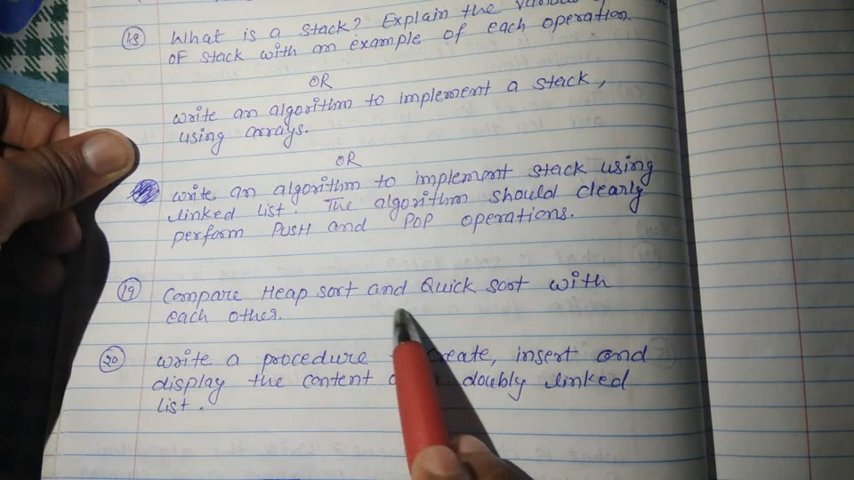 18 What is a stack? Explain the various
of stack with an example of each operation.
OR
write an algorithm to implement a stack,
using arrays.
OR
write an algorithm to implement stack using
linked list. The algorithm should clearly
perform PUSH and POP operations.
19 Compare Heap sort and Quick sort with
each other.
20 write a procedure create, insert and
display the content doubly linked
list.